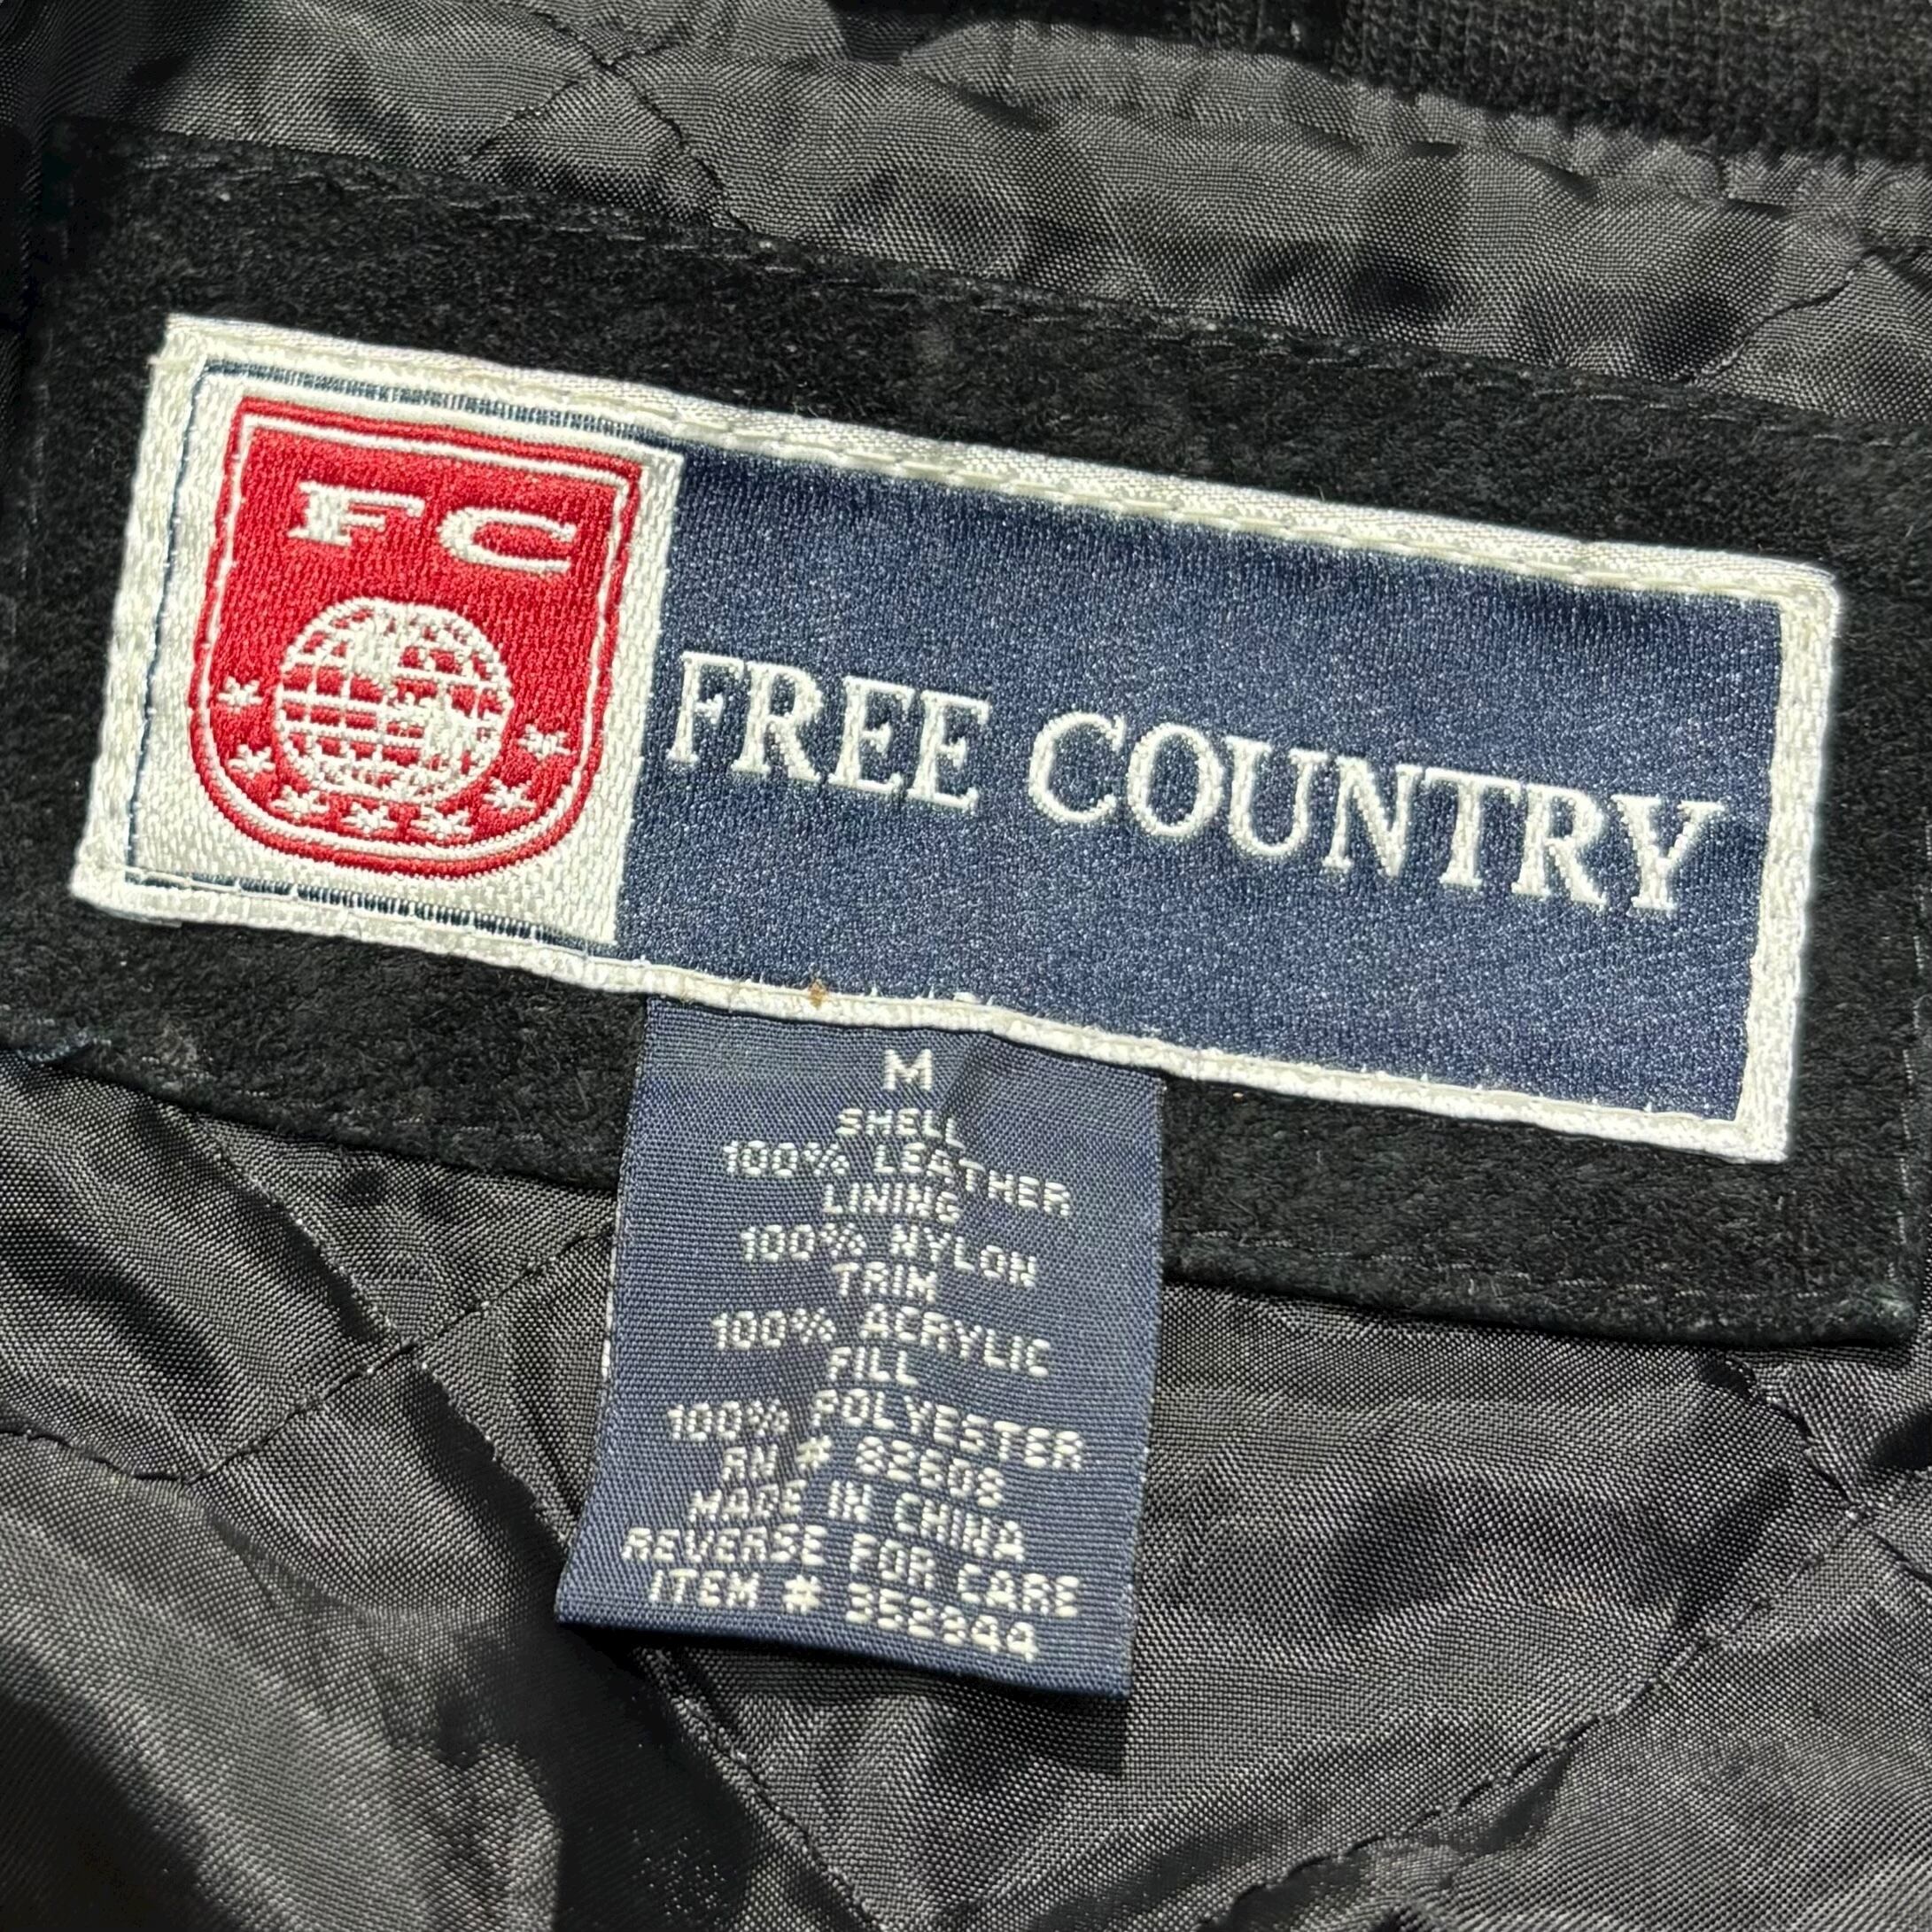 FC
FREE COUNTRY
M
SHELL
100% LEATHER
LINING
100% NYLON
TRIM
100% ACRYLIC
FILL
100% POLYESTER
RN # 82608
MADE IN CHINA
REVERSE FOR CARE
ITEM # 352344